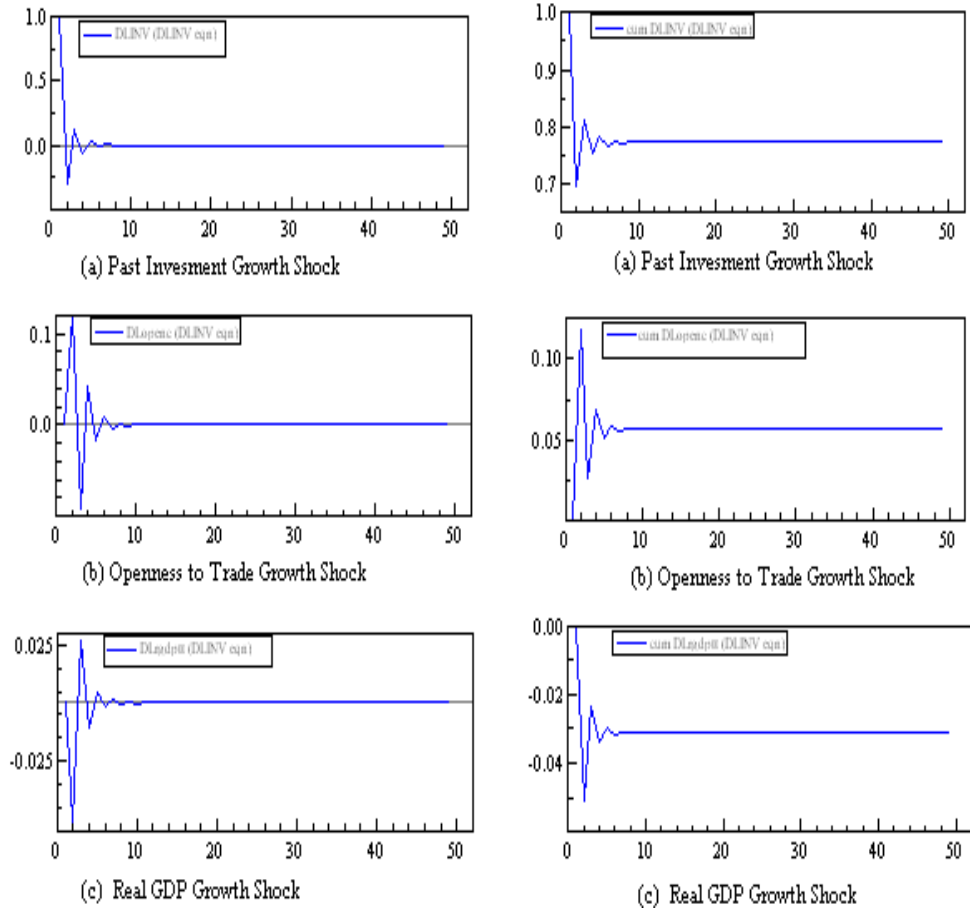 1.0
DLINV (DLINV eqn)
0.5
0.0
0 10 20 30 40 50
(a) Past Invesment Growth Shock
1.0
cum DLINV (DLINV eqn)
0.9
0.8
0.7
0 10 20 30 40 50
(a) Past Invesment Growth Shock
0.1
DLopenc (DLINV eqn)
0.0
0 10 20 30 40 50
(b) Openness to Trade Growth Shock
0.10
cum DLopenc (DLINV eqn)
0.05
0 10 20 30 40 50
(b) Openness to Trade Growth Shock
0.025
(DLINV eqn)
-0.025
0 10 20 30 40 50
(c) Real GDP Growth Shock
0.00
cum (DLINV eqn)
-0.02
-0.04
0 10 20 30 40 50
(c) Real GDP Growth Shock